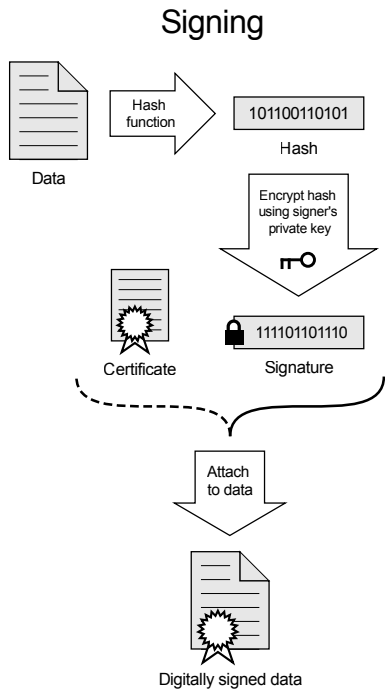 Signing
Hash
function
101100110101
Hash
Data
Encrypt hash
using signer's
private key
111101101110
Certificate
Signature
Attach
to data
Digitally signed data